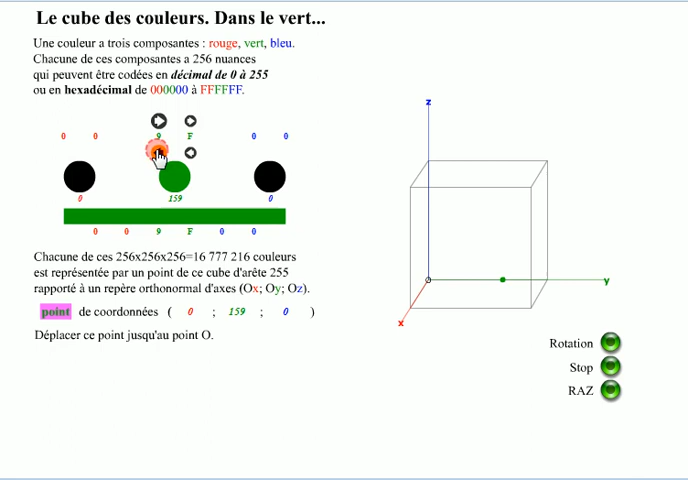 Le cube des couleurs. Dans le vert...
Une couleur a trois composantes : rouge, vert, bleu.
Chacune de ces composantes a 256 nuances
qui peuvent être codées en décimal de 0 à 255
ou en hexadécimal de 000000 à FFFFFF.
0 0 9 F 0 0
0 159 0
0 0 9 F 0 0
Chacune de ces 256x256x256=16 777 216 couleurs
est représentée par un point de ce cube d'arête 255
rapporté à un repère orthonormal d'axes (Ox; Oy; Oz).
point de coordonnées ( 0 ; 159 ; 0 )
Déplacer ce point jusqu'au point O.
z
y
x
Rotation
Stop
RAZ